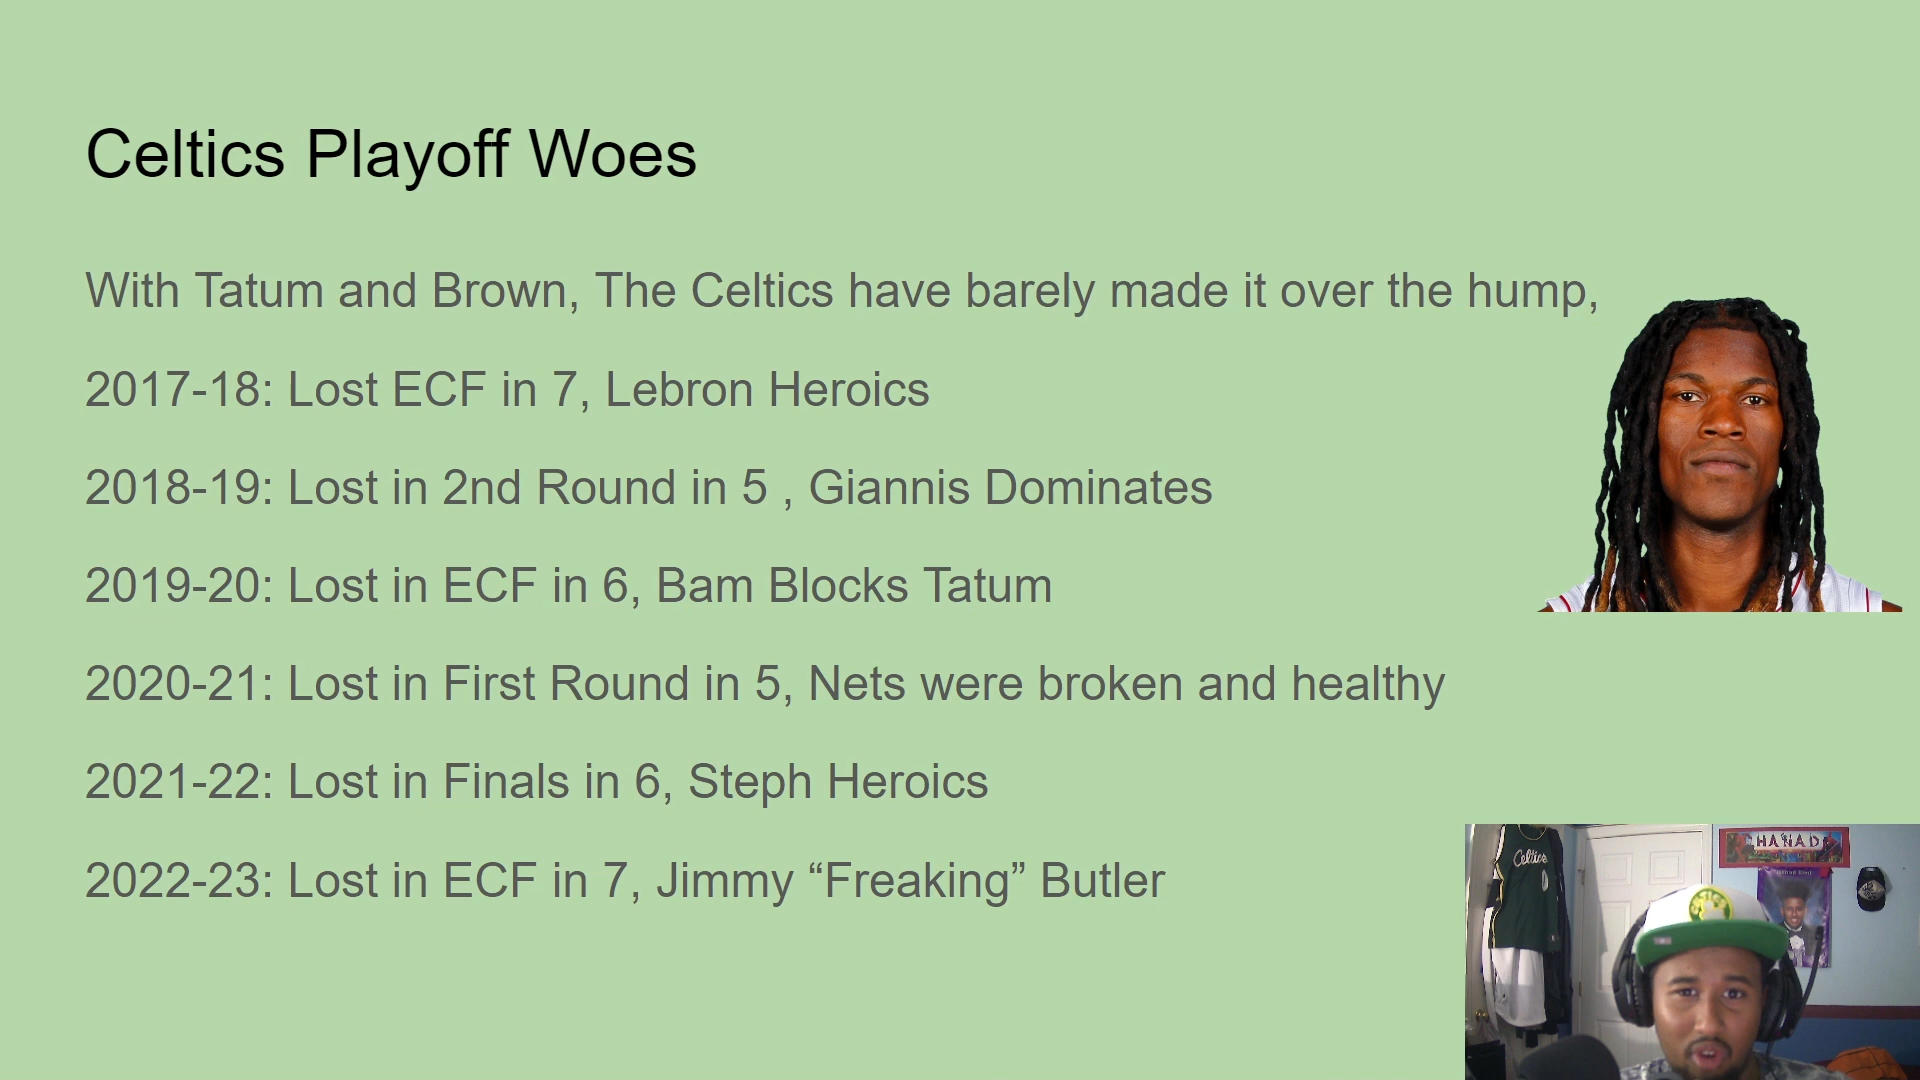 Celtics Playoff Woes
With Tatum and Brown, The Celtics have barely made it over the hump,
2017-18: Lost ECF in 7, Lebron Heroics
2018-19: Lost in 2nd Round in 5 , Giannis Dominates
2019-20: Lost in ECF in 6, Bam Blocks Tatum
2020-21: Lost in First Round in 5, Nets were broken and healthy
2021-22: Lost in Finals in 6, Steph Heroics
2022-23: Lost in ECF in 7, Jimmy “Freaking” Butler
Celtics
HANAD